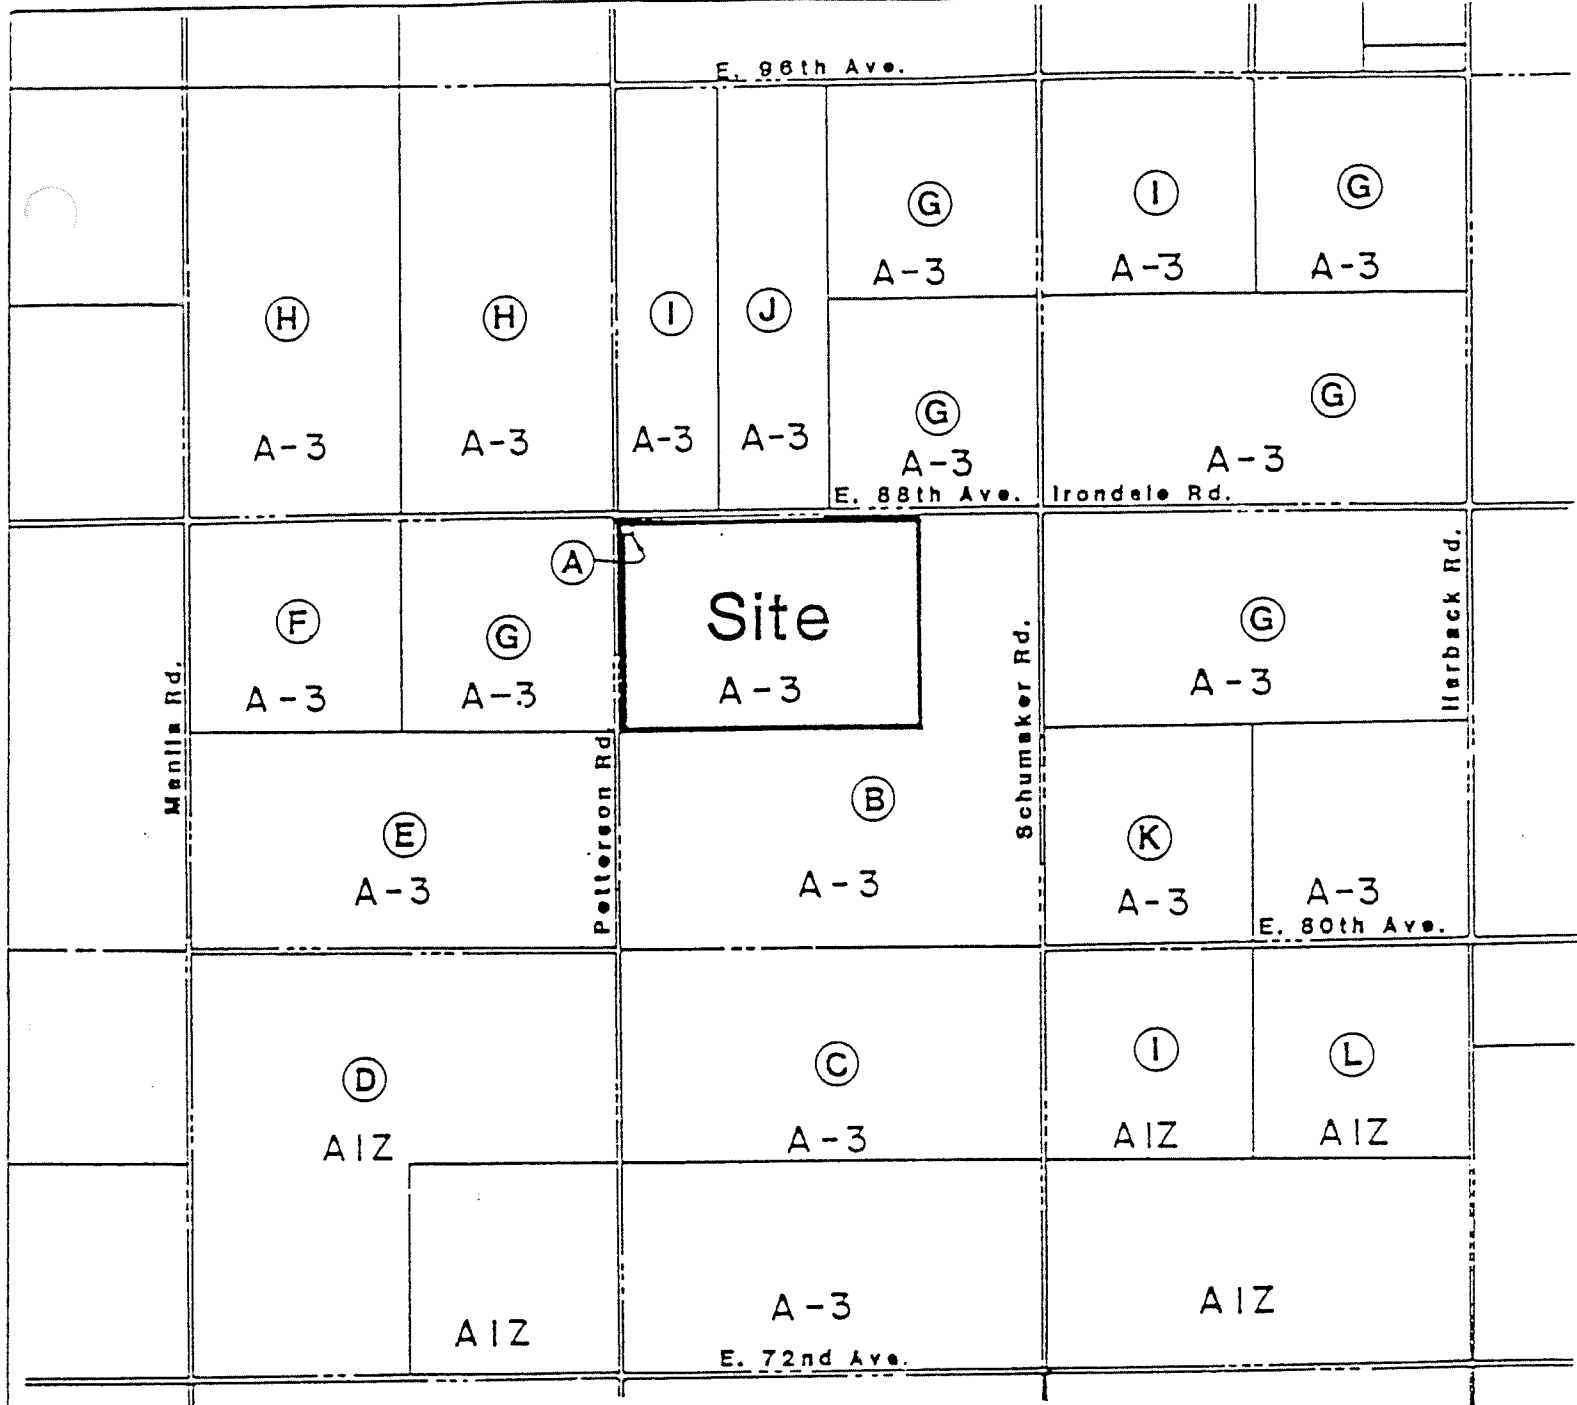 E. 96th Ave.
G
I
G
A-3
A-3
A-3
H
H
I
J
G
G
A-3
A-3
A-3
A-3
A-3
A-3
E. 88th Ave.
Irondale Rd.
A
F
G
Site
G
A-3
A-3
A-3
A-3
Manila Rd.
Petterson Rd
Schumaker Rd.
Harback Rd.
E
B
K
A-3
A-3
A-3
A-3
E. 80th Ave.
D
C
I
L
AIZ
A-3
AIZ
AIZ
AIZ
A-3
AIZ
E. 72nd Ave.